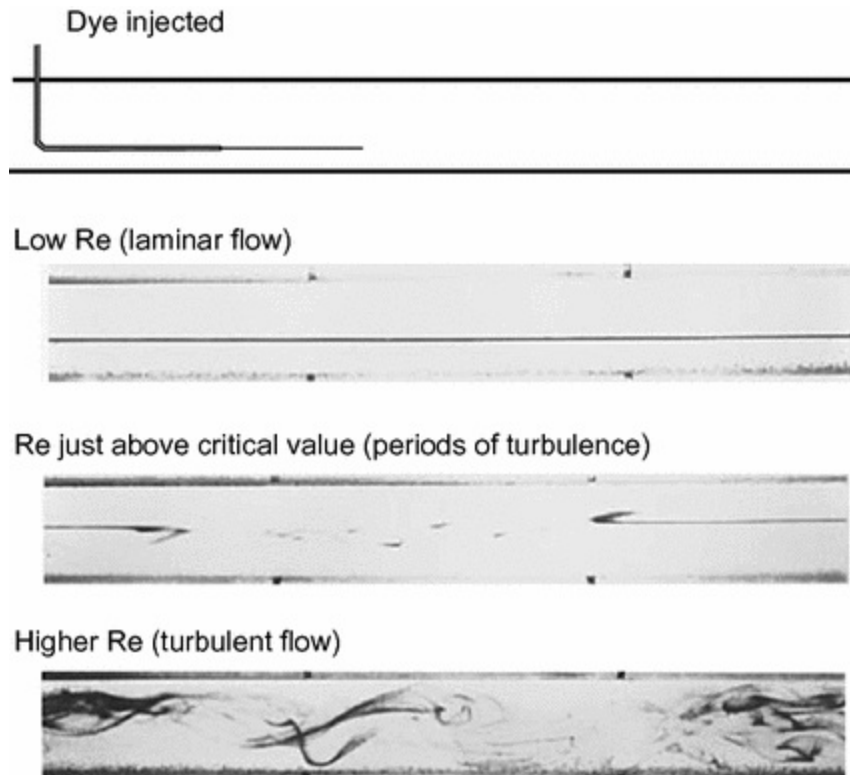 Dye injected
Low Re (laminar flow)
Re just above critical value (periods of turbulence)
Higher Re (turbulent flow)